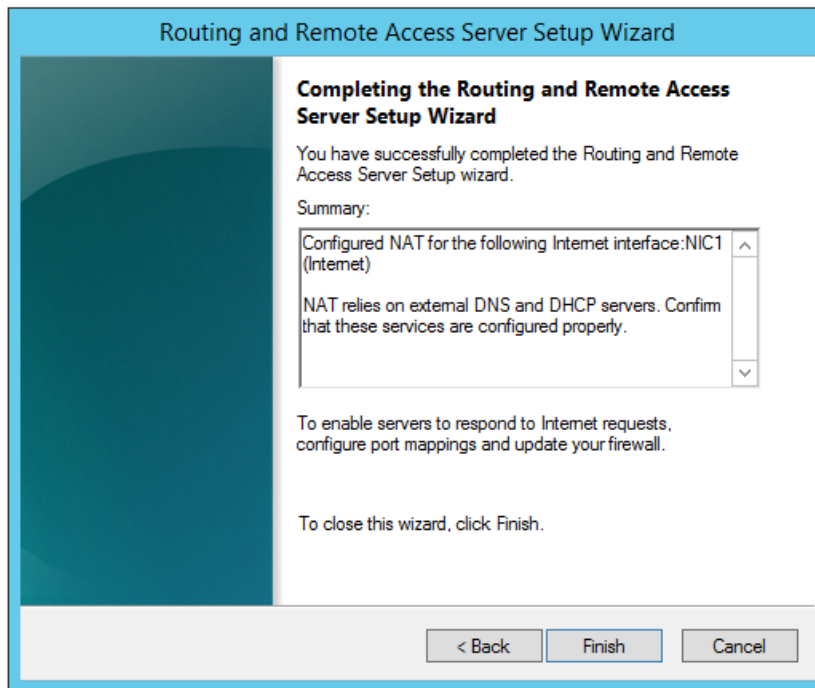 Routing and Remote Access Server Setup Wizard
Completing the Routing and Remote Access
Server Setup Wizard
You have successfully completed the Routing and Remote
Access Server Setup wizard.
Summary:
Configured NAT for the following Internet interface:NIC1
(Internet)
NAT relies on external DNS and DHCP servers. Confirm
that these services are configured properly.
To enable servers to respond to Internet requests,
configure port mappings and update your firewall.
To close this wizard, click Finish.
< Back
Finish
Cancel